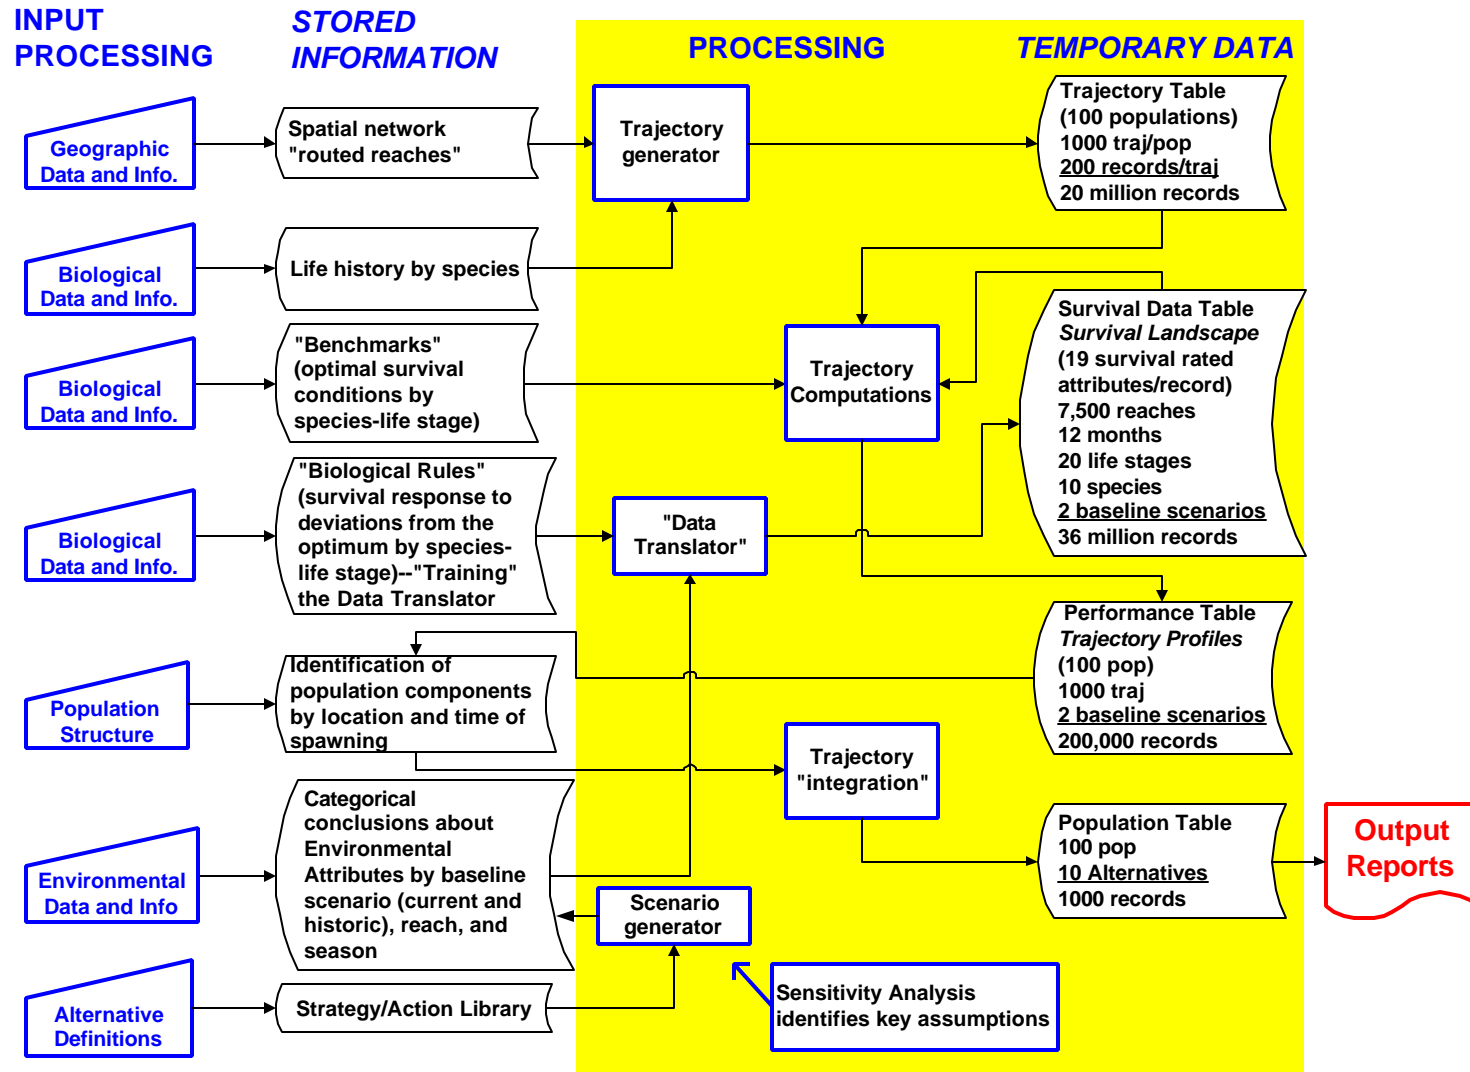 INPUT
PROCESSING
STORED
INFORMATION
PROCESSING
TEMPORARY DATA
Geographic
Data and Info.
Spatial network
"routed reaches"
Trajectory
generator
Trajectory Table
(100 populations)
1000 traj/pop
200 records/traj
20 million records
Biological
Data and Info.
Life history by species
Biological
Data and Info.
"Benchmarks"
(optimal survival
conditions by
species-life stage)
Trajectory
Computations
Survival Data Table
Survival Landscape
(19 survival rated
attributes/record)
7,500 reaches
12 months
20 life stages
10 species
2 baseline scenarios
36 million records
Biological
Data and Info.
"Biological Rules"
(survival response to
deviations from the
optimum by species-
life stage)--"Training"
the Data Translator
"Data
Translator"
Performance Table
Trajectory Profiles
(100 pop)
1000 traj
2 baseline scenarios
200,000 records
Population
Structure
Identification of
population components
by location and time of
spawning
Trajectory
"integration"
Population Table
100 pop
10 Alternatives
1000 records
Output
Reports
Environmental
Data and Info
Categorical
conclusions about
Environmental
Attributes by baseline
scenario (current and
historic), reach, and
season
Scenario
generator
Alternative
Definitions
Strategy/Action Library
Sensitivity Analysis
identifies key assumptions